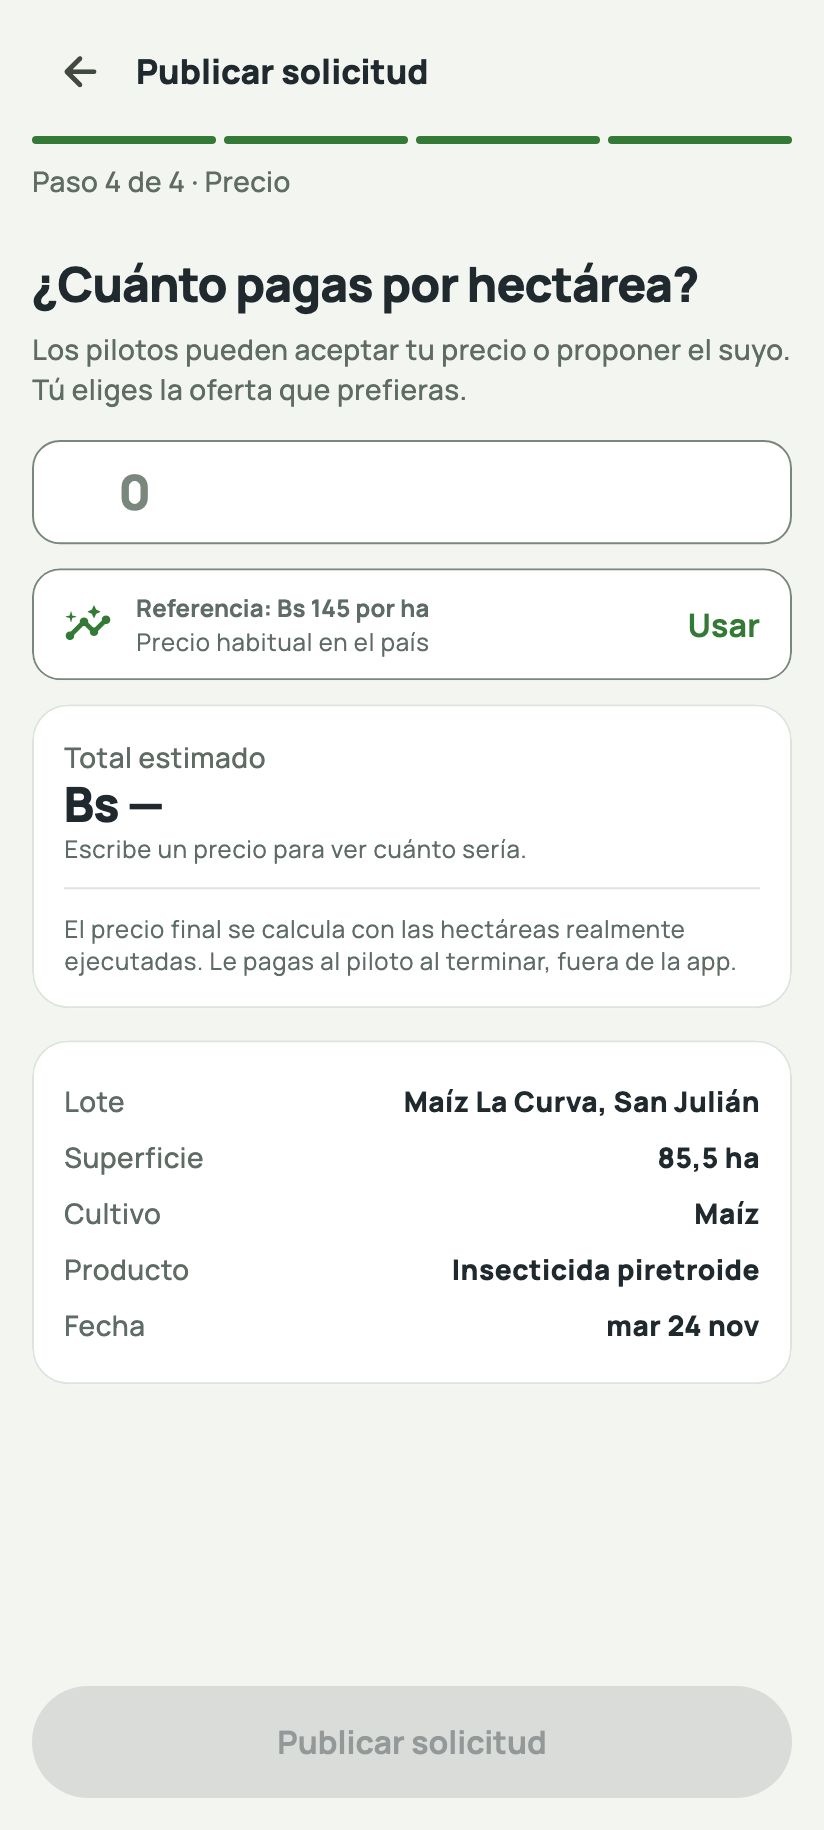 Publicar solicitud
Paso 4 de 4 · Precio
¿Cuánto pagas por hectárea?
Los pilotos pueden aceptar tu precio o proponer el suyo.
Tú eliges la oferta que prefieras.
0
Referencia: Bs 145 por ha
Precio habitual en el país
Usar
Total estimado
Bs —
Escribe un precio para ver cuánto sería.
El precio final se calcula con las hectáreas realmente
ejecutadas. Le pagas al piloto al terminar, fuera de la app.
Lote Maíz La Curva, San Julián
Superficie 85,5 ha
Cultivo Maíz
Producto Insecticida piretroide
Fecha mar 24 nov
Publicar solicitud